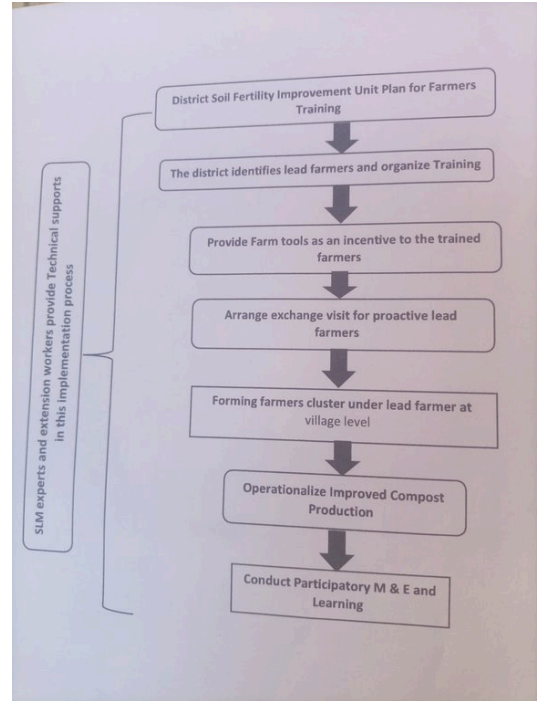 District Soil Fertility Improvement Unit Plan for Farmers
Training
The district identifies lead farmers and organize Training
Provide Farm tools as an incentive to the trained
farmers
Arrange exchange visit for proactive lead
farmers
Forming farmers cluster under lead farmer at
village level
Operationalize Improved Compost
Production
Conduct Participatory M & E and
Learning
SLM experts and extension workers provide Technical supports
in this implementation process